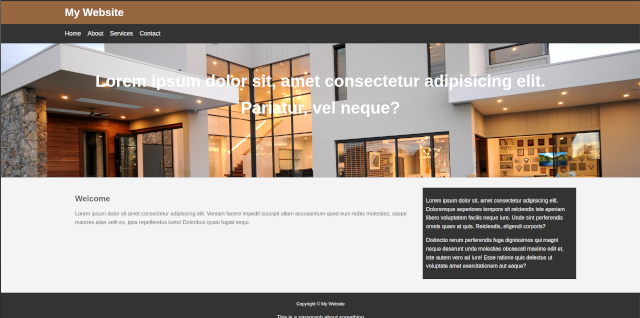 My Website
Home About Services Contact
Lorem ipsum dolor sit, amet consectetur adipisicing elit.
Pariatur, vel neque?
Welcome
Lorem ipsum dolor sit amet consectetur adipisicing elit. Veniam facere impedit suscipit ullam accusantium quod eum nobis molestias, saepe
maiores alias velit ex, ipsa repellendus iusto! Doloribus quas fugiat sequi.
Lorem ipsum dolor sit, amet consectetur adipisicing elit.
Doloremque asperiores tempore sit reiciendis iste aperiam
libero voluptatem facilis neque iure. Unde sint perferendis
omnis quam at quis. Reiciendis, eligendi corporis?
Distinctio rerum perferendis fuga dignissimos qui magni
neque deserunt unde molestiae obcaecati maxime odit et,
iste autem vero ad iure! Esse ratione quis delectus ut
voluptate amet exercitationem aut eaque?
Copyright © My Website
This is a paragraph about something